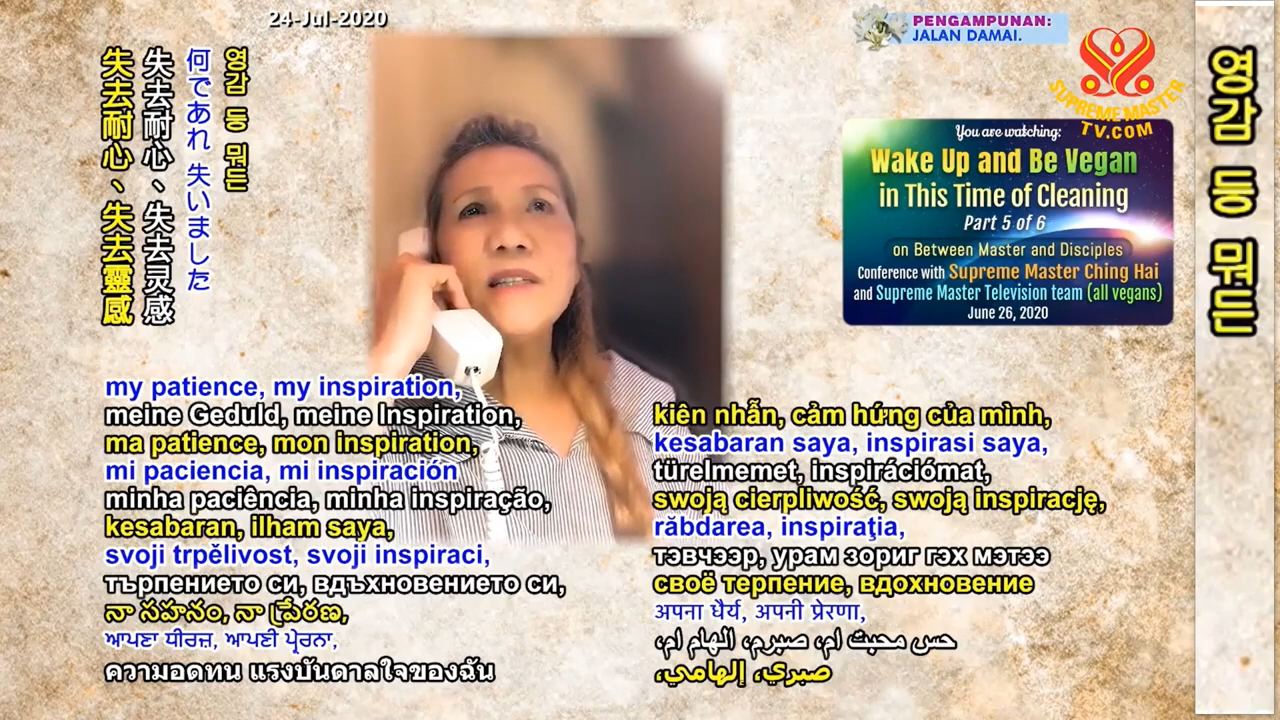 24-Jul-2020
PENGAMPUNAN:
JALAN DAMAI.
SUPREME MASTER
TV.COM
You are watching:
Wake Up and Be Vegan
in This Time of Cleaning
Part 5 of 6
on Between Master and Disciples
Conference with Supreme Master Ching Hai
and Supreme Master Television team (all vegans)
June 26, 2020
영감 등 뭐든
영감 등 뭐든
何であれ 失いました
失去耐心、失去灵感
失去耐心、失去靈感
my patience, my inspiration,
meine Geduld, meine Inspiration,
ma patience, mon inspiration,
mi paciencia, mi inspiración
minha paciência, minha inspiração,
kesabaran, ilham saya,
svoji trpělivost, svoji inspiraci,
търпението си, вдъхновението си,
నా సహనం, నా ప్రేరణ,
ਆਪਣਾ ਧੀਰਜ਼, ਆਪਣੀ ਪ੍ਰੇਰਨਾ,
ความอดทน แรงบันดาลใจของฉัน
kiên nhẫn, cảm hứng của mình,
kesabaran saya, inspirasi saya,
türelmemet, inspirációmat,
swoją cierpliwość, swoją inspirację,
răbdarea, inspiraţia,
тэвчээр, урам зориг гэх мэтээ
своё терпение, вдохновение
अपना धैर्य, अपनी प्रेरणा,
حس محبت ام، صبرم، الهام ام،
صبري، إلهامي،